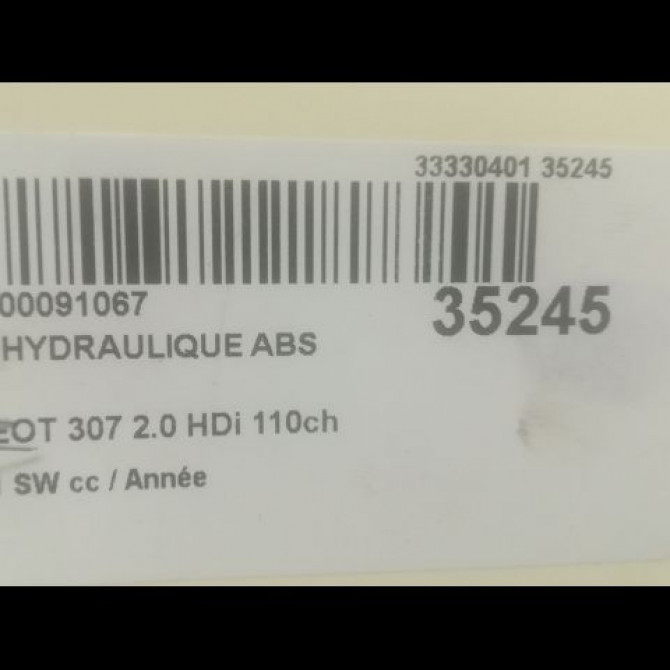 33330401 35245
00091067
35245
HYDRAULIQUE ABS
EOT 307 2.0 HDi 110ch
SW cc / Année